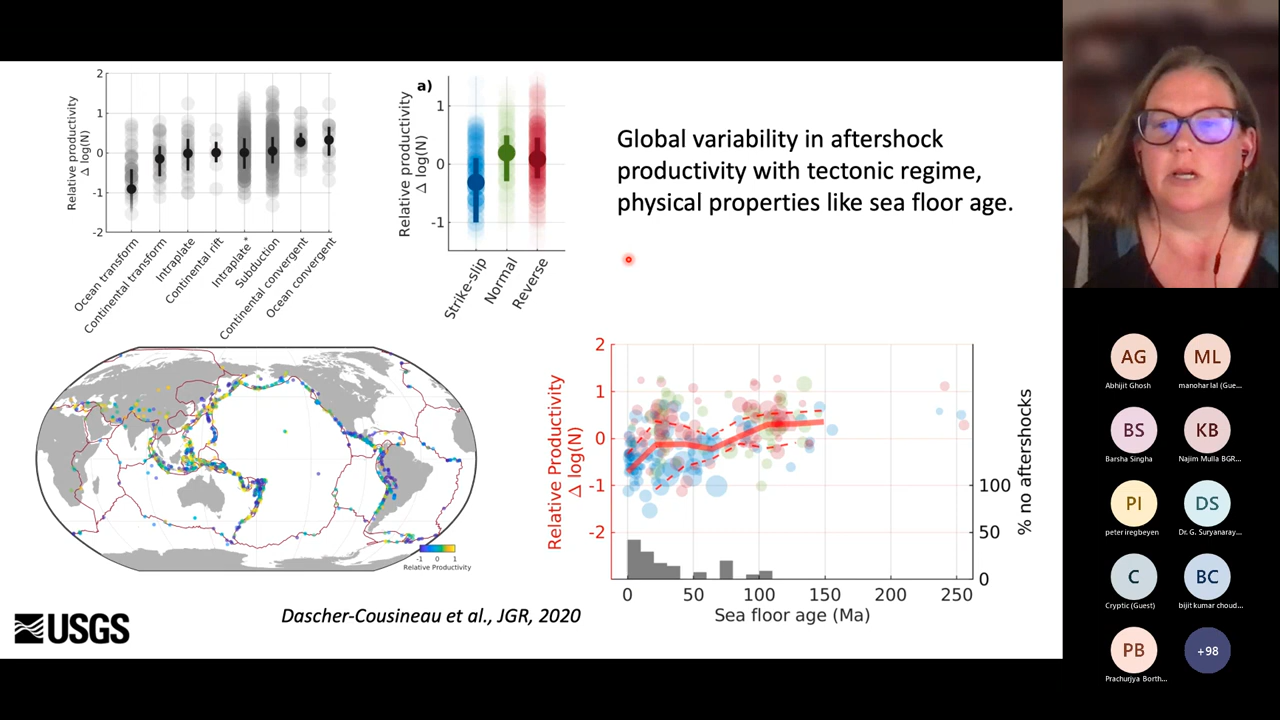 2
1
0
-1
-2
Relative productivity
Δ log(N)
Ocean transform
Continental transform
Intraplate
Continental rift
Intraplate *
Subduction
Continental convergent
Ocean convergent
a)
1
0
-1
Relative productivity
Δ log(N)
Strike-slip
Normal
Reverse
Global variability in aftershock
productivity with tectonic regime,
physical properties like sea floor age.
-1 0 1
Relative Productivity
2
1
0
-1
-2
Relative Productivity
Δ log(N)
100
50
0
% no aftershocks
0 50 100 150 200 250
Sea floor age (Ma)
Dascher-Cousineau et al., JGR, 2020
USGS
AG
Abhijit Ghosh
ML
manohar lal (Gue...
BS
Barsha Singha
KB
Najim Mulla BGR...
PI
peter iregbeyen
DS
Dr. G. Suryanaray...
C
Cryptic (Guest)
BC
bijit kumar choud...
PB
Prachurjya Borth...
+98